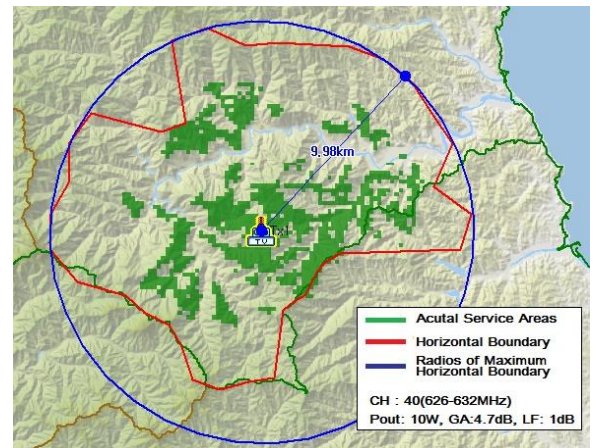 9.98km
Tx1
TV
Acutal Service Areas
Horizontal Boundary
Radios of Maximum
Horizontal Boundary
CH : 40(626-632MHz)
Pout: 10W, GA:4.7dB, LF: 1dB